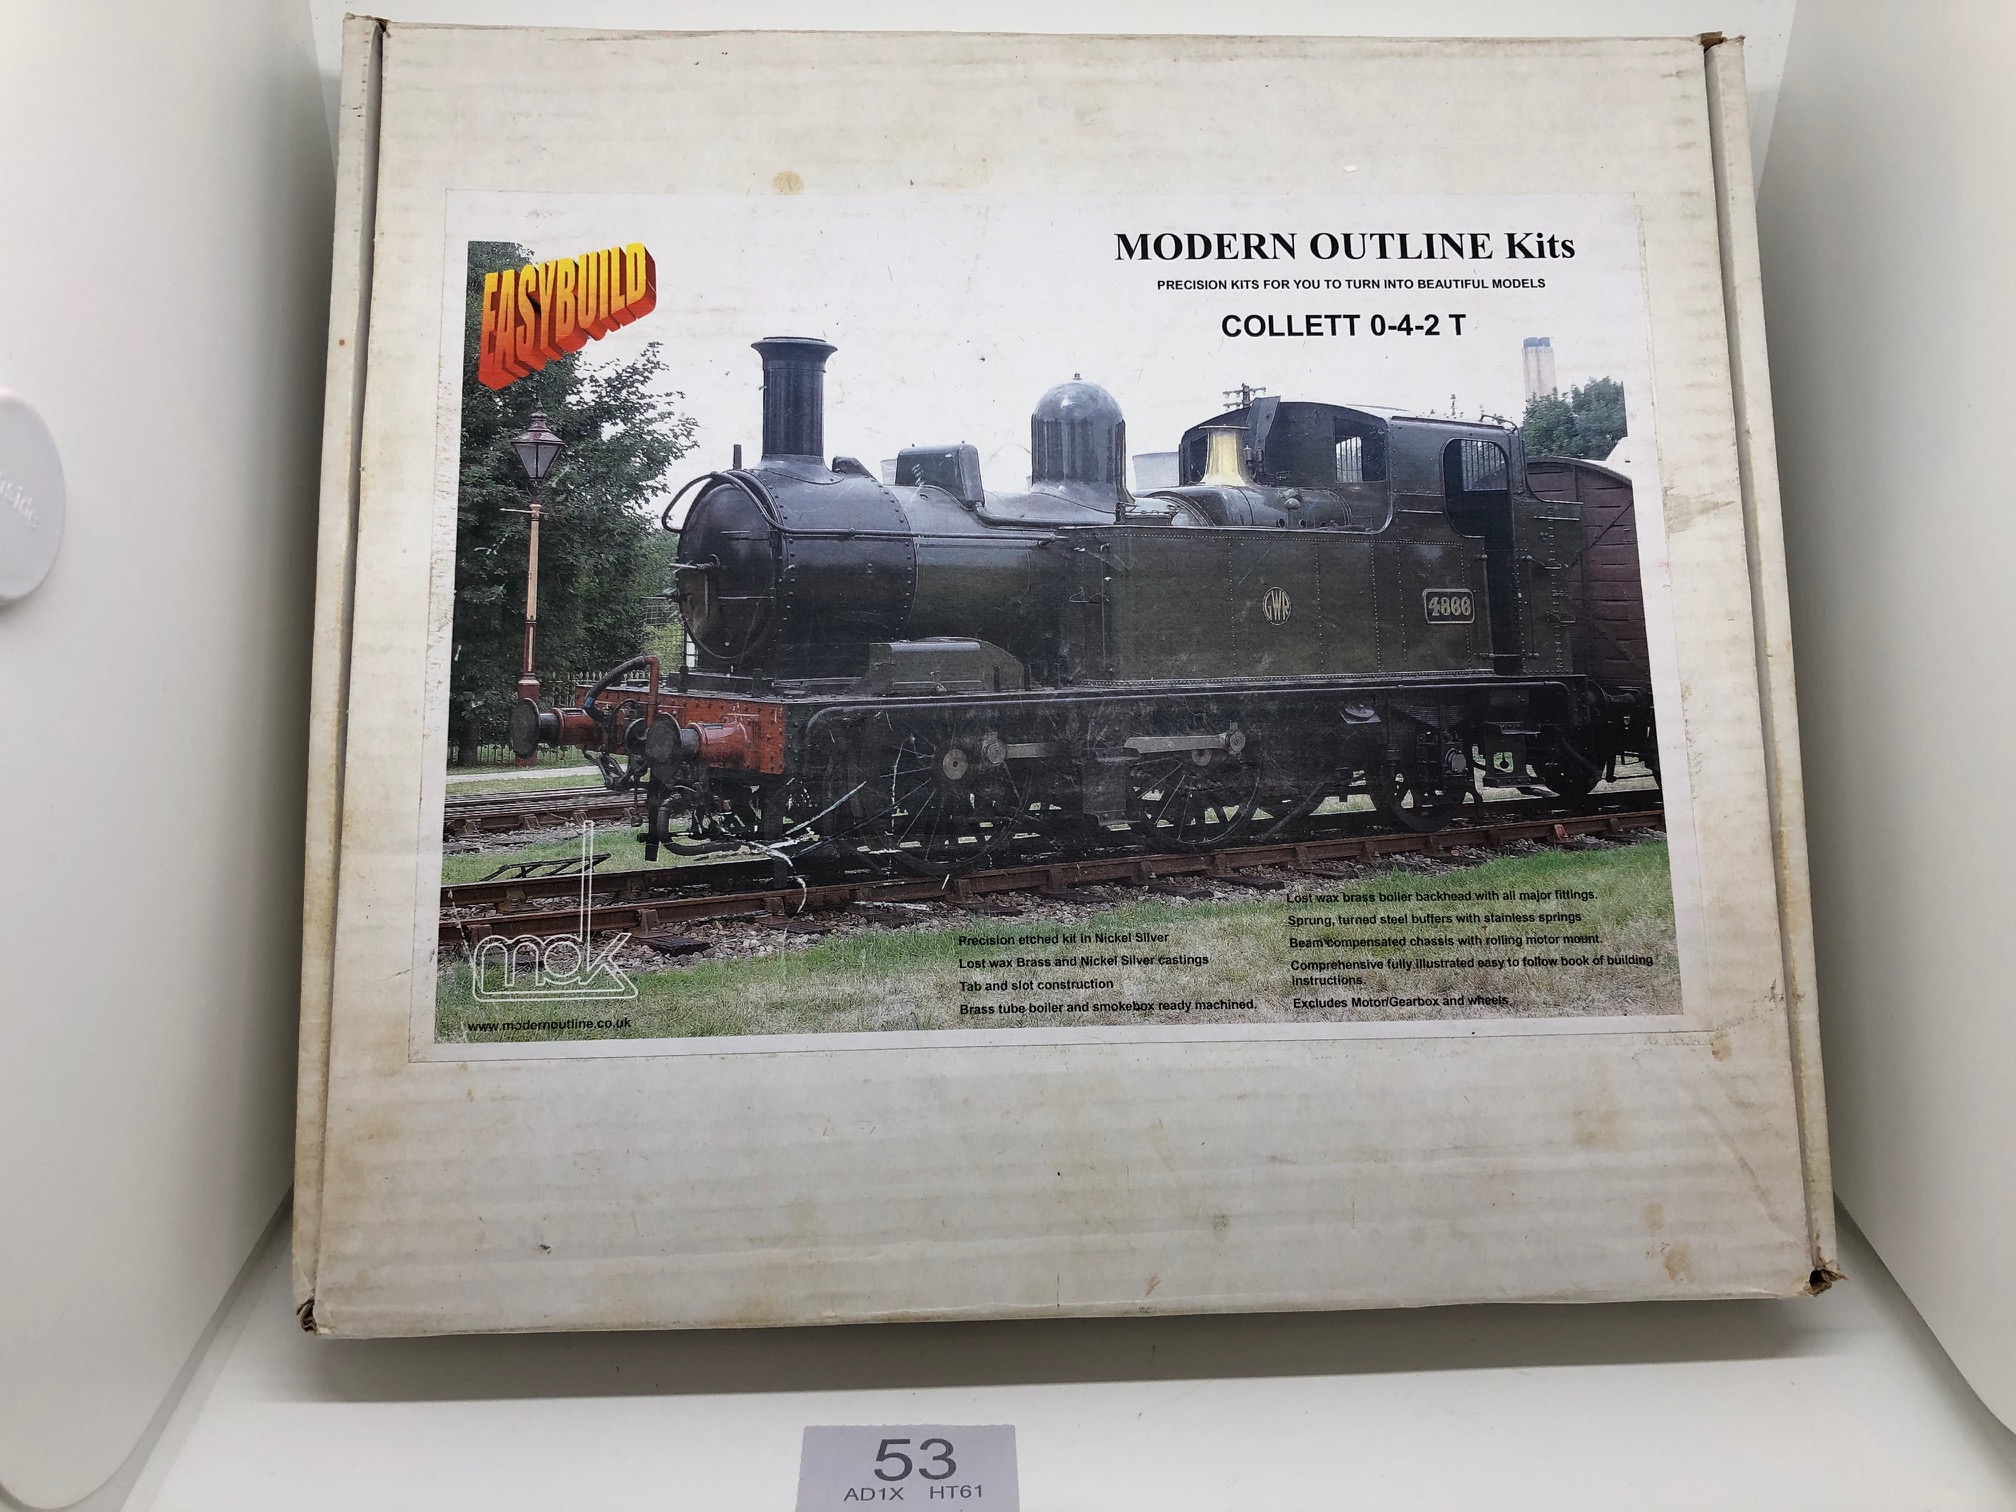 EASYBUILD
MODERN OUTLINE Kits
PRECISION KITS FOR YOU TO TURN INTO BEAUTIFUL MODELS
COLLETT 0-4-2 T
GWR
4866
Precision etched kit in Nickel Silver
Lost wax Brass and Nickel Silver castings
Tab and slot construction
Brass tube boiler and smokebox ready machined.
Lost wax brass boiler backhead with all major fittings.
Sprung, turned steel buffers with stainless springs
Beam compensated chassis with rolling motor mount.
Comprehensive fully illustrated easy to follow book of building
instructions.
Excludes Motor/Gearbox and wheels.
mok
www.modernoutline.co.uk
53
AD1X HT61